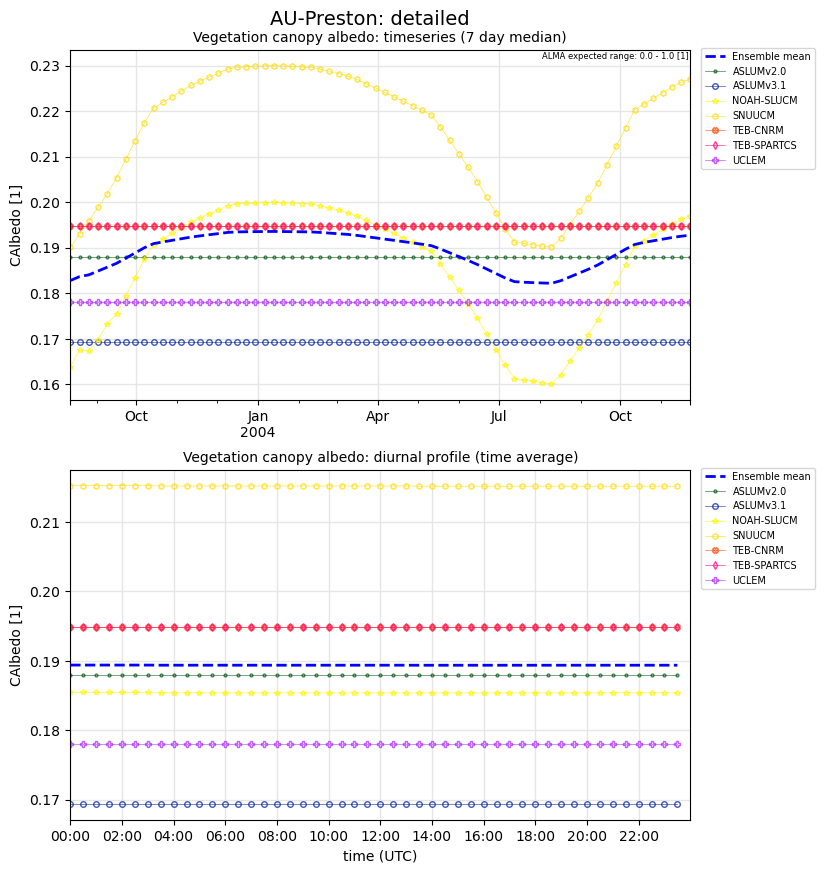 AU-Preston: detailed
Vegetation canopy albedo: timeseries (7 day median)
ALMA expected range: 0.0 - 1.0 [1]
CAlbedo [1]
0.23
0.22
0.21
0.20
0.19
0.18
0.17
0.16
Oct
Jan
2004
Apr
Jul
Oct
Ensemble mean
ASLUMv2.0
ASLUMv3.1
NOAH-SLUCM
SNUUCM
TEB-CNRM
TEB-SPARTCS
UCLEM
Vegetation canopy albedo: diurnal profile (time average)
CAlbedo [1]
0.21
0.20
0.19
0.18
0.17
00:00
02:00
04:00
06:00
08:00
10:00
12:00
14:00
16:00
18:00
20:00
22:00
time (UTC)
Ensemble mean
ASLUMv2.0
ASLUMv3.1
NOAH-SLUCM
SNUUCM
TEB-CNRM
TEB-SPARTCS
UCLEM